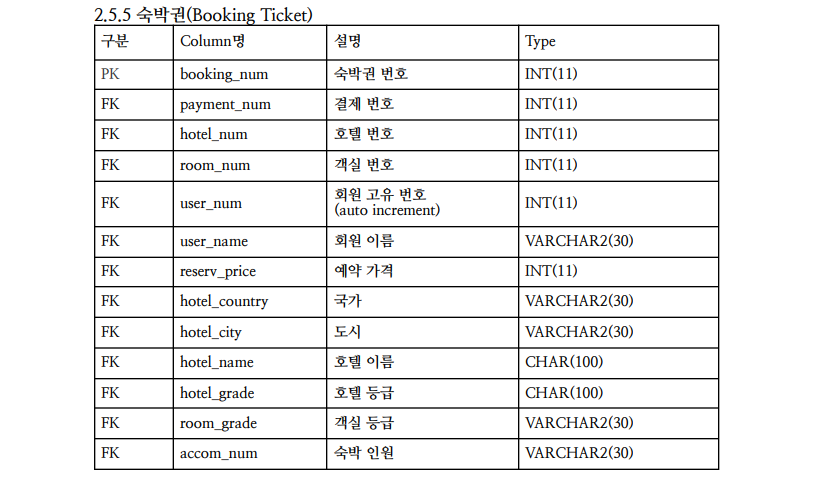 2.5.5 숙박권(Booking Ticket)
구분 Column명 설명 Type
PK booking_num 숙박권 번호 INT(11)
FK payment_num 결제 번호 INT(11)
FK hotel_num 호텔 번호 INT(11)
FK room_num 객실 번호 INT(11)
FK user_num 회원 고유 번호 (auto increment) INT(11)
FK user_name 회원 이름 VARCHAR2(30)
FK reserv_price 예약 가격 INT(11)
FK hotel_country 국가 VARCHAR2(30)
FK hotel_city 도시 VARCHAR2(30)
FK hotel_name 호텔 이름 CHAR(100)
FK hotel_grade 호텔 등급 CHAR(100)
FK room_grade 객실 등급 VARCHAR2(30)
FK accom_num 숙박 인원 VARCHAR2(30)